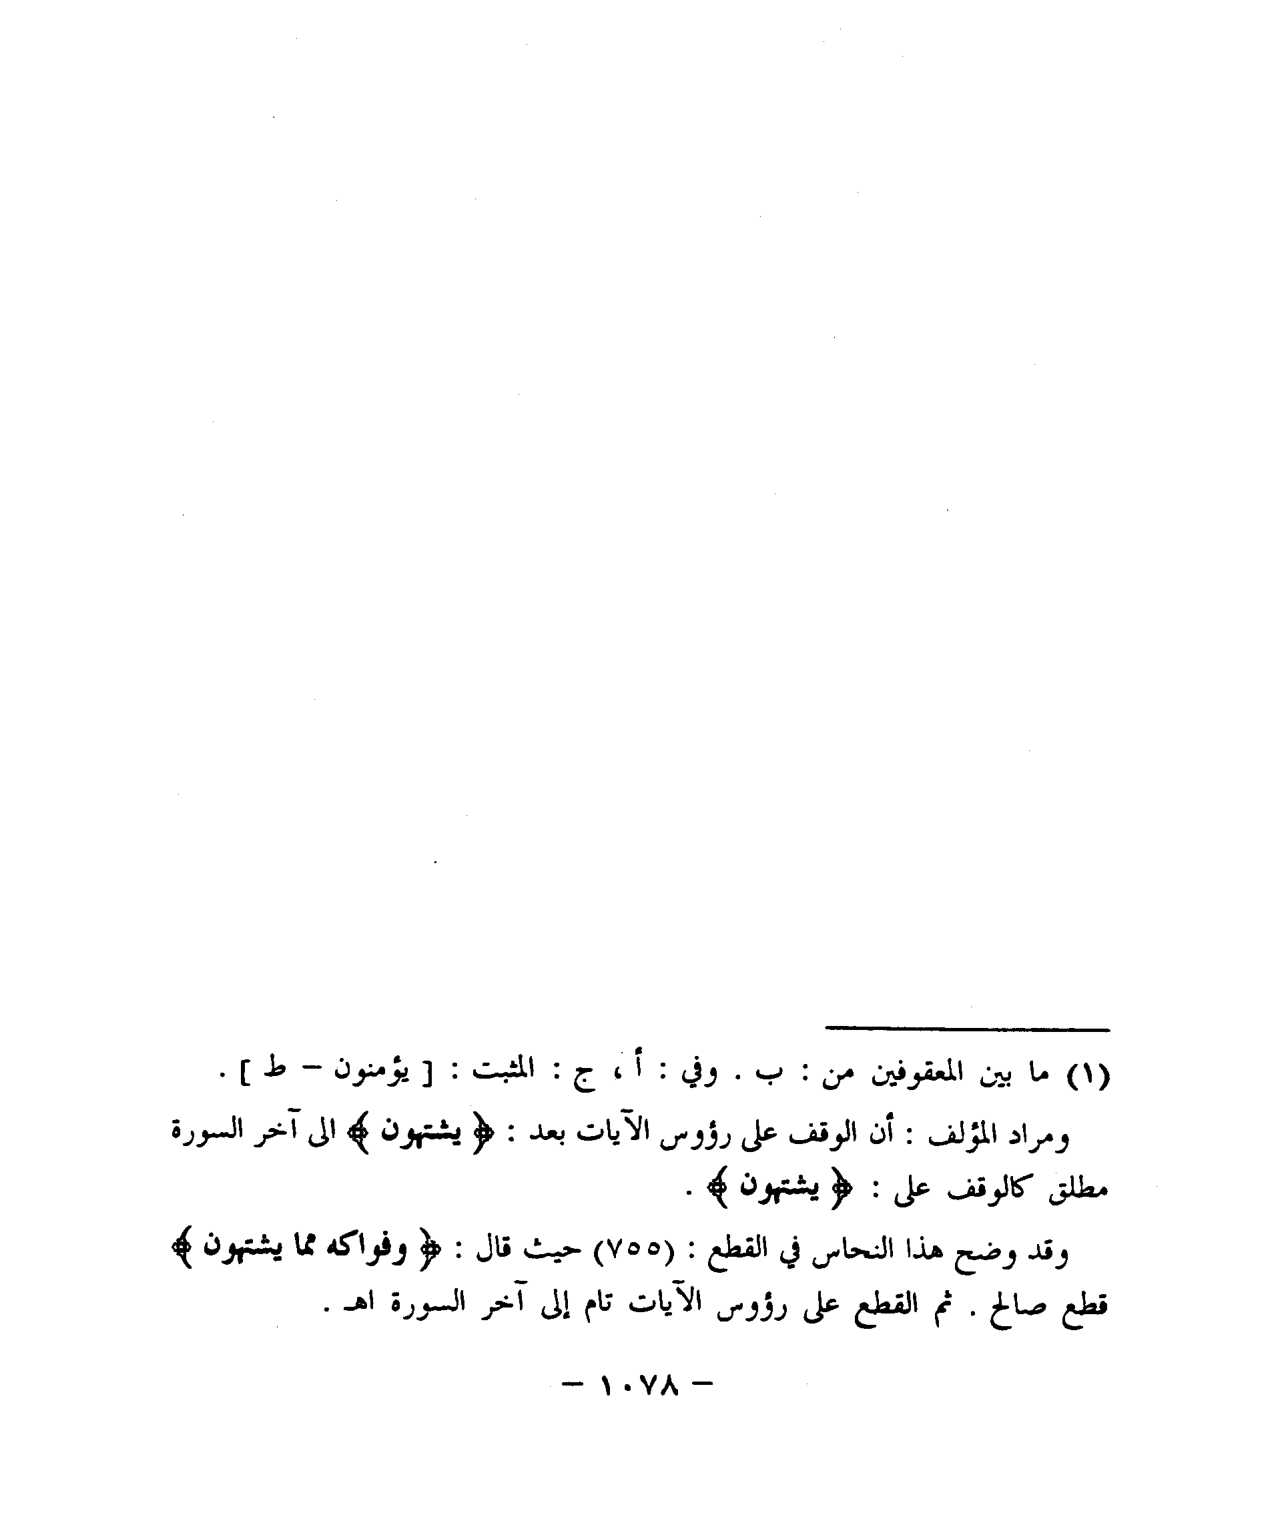 (١) ما بين المعقوفين من : ب . وفي : أ ، ج : المثبت : [ يؤمنون – ط ] .
ومراد المؤلف : أن الوقف على رؤوس الآيات بعد : ﴿ يشتهون ﴾ الى آخر السورة
مطلق كالوقف على : ﴿ يشتهون ﴾ .
وقد وضح هذا النحاس في القطع : (٧٥٥) حيث قال : ﴿ وفواكه مما يشتهون ﴾
قطع صالح . ثم القطع على رؤوس الآيات تام إلى آخر السورة اهـ .
– ١٠٧٨ –